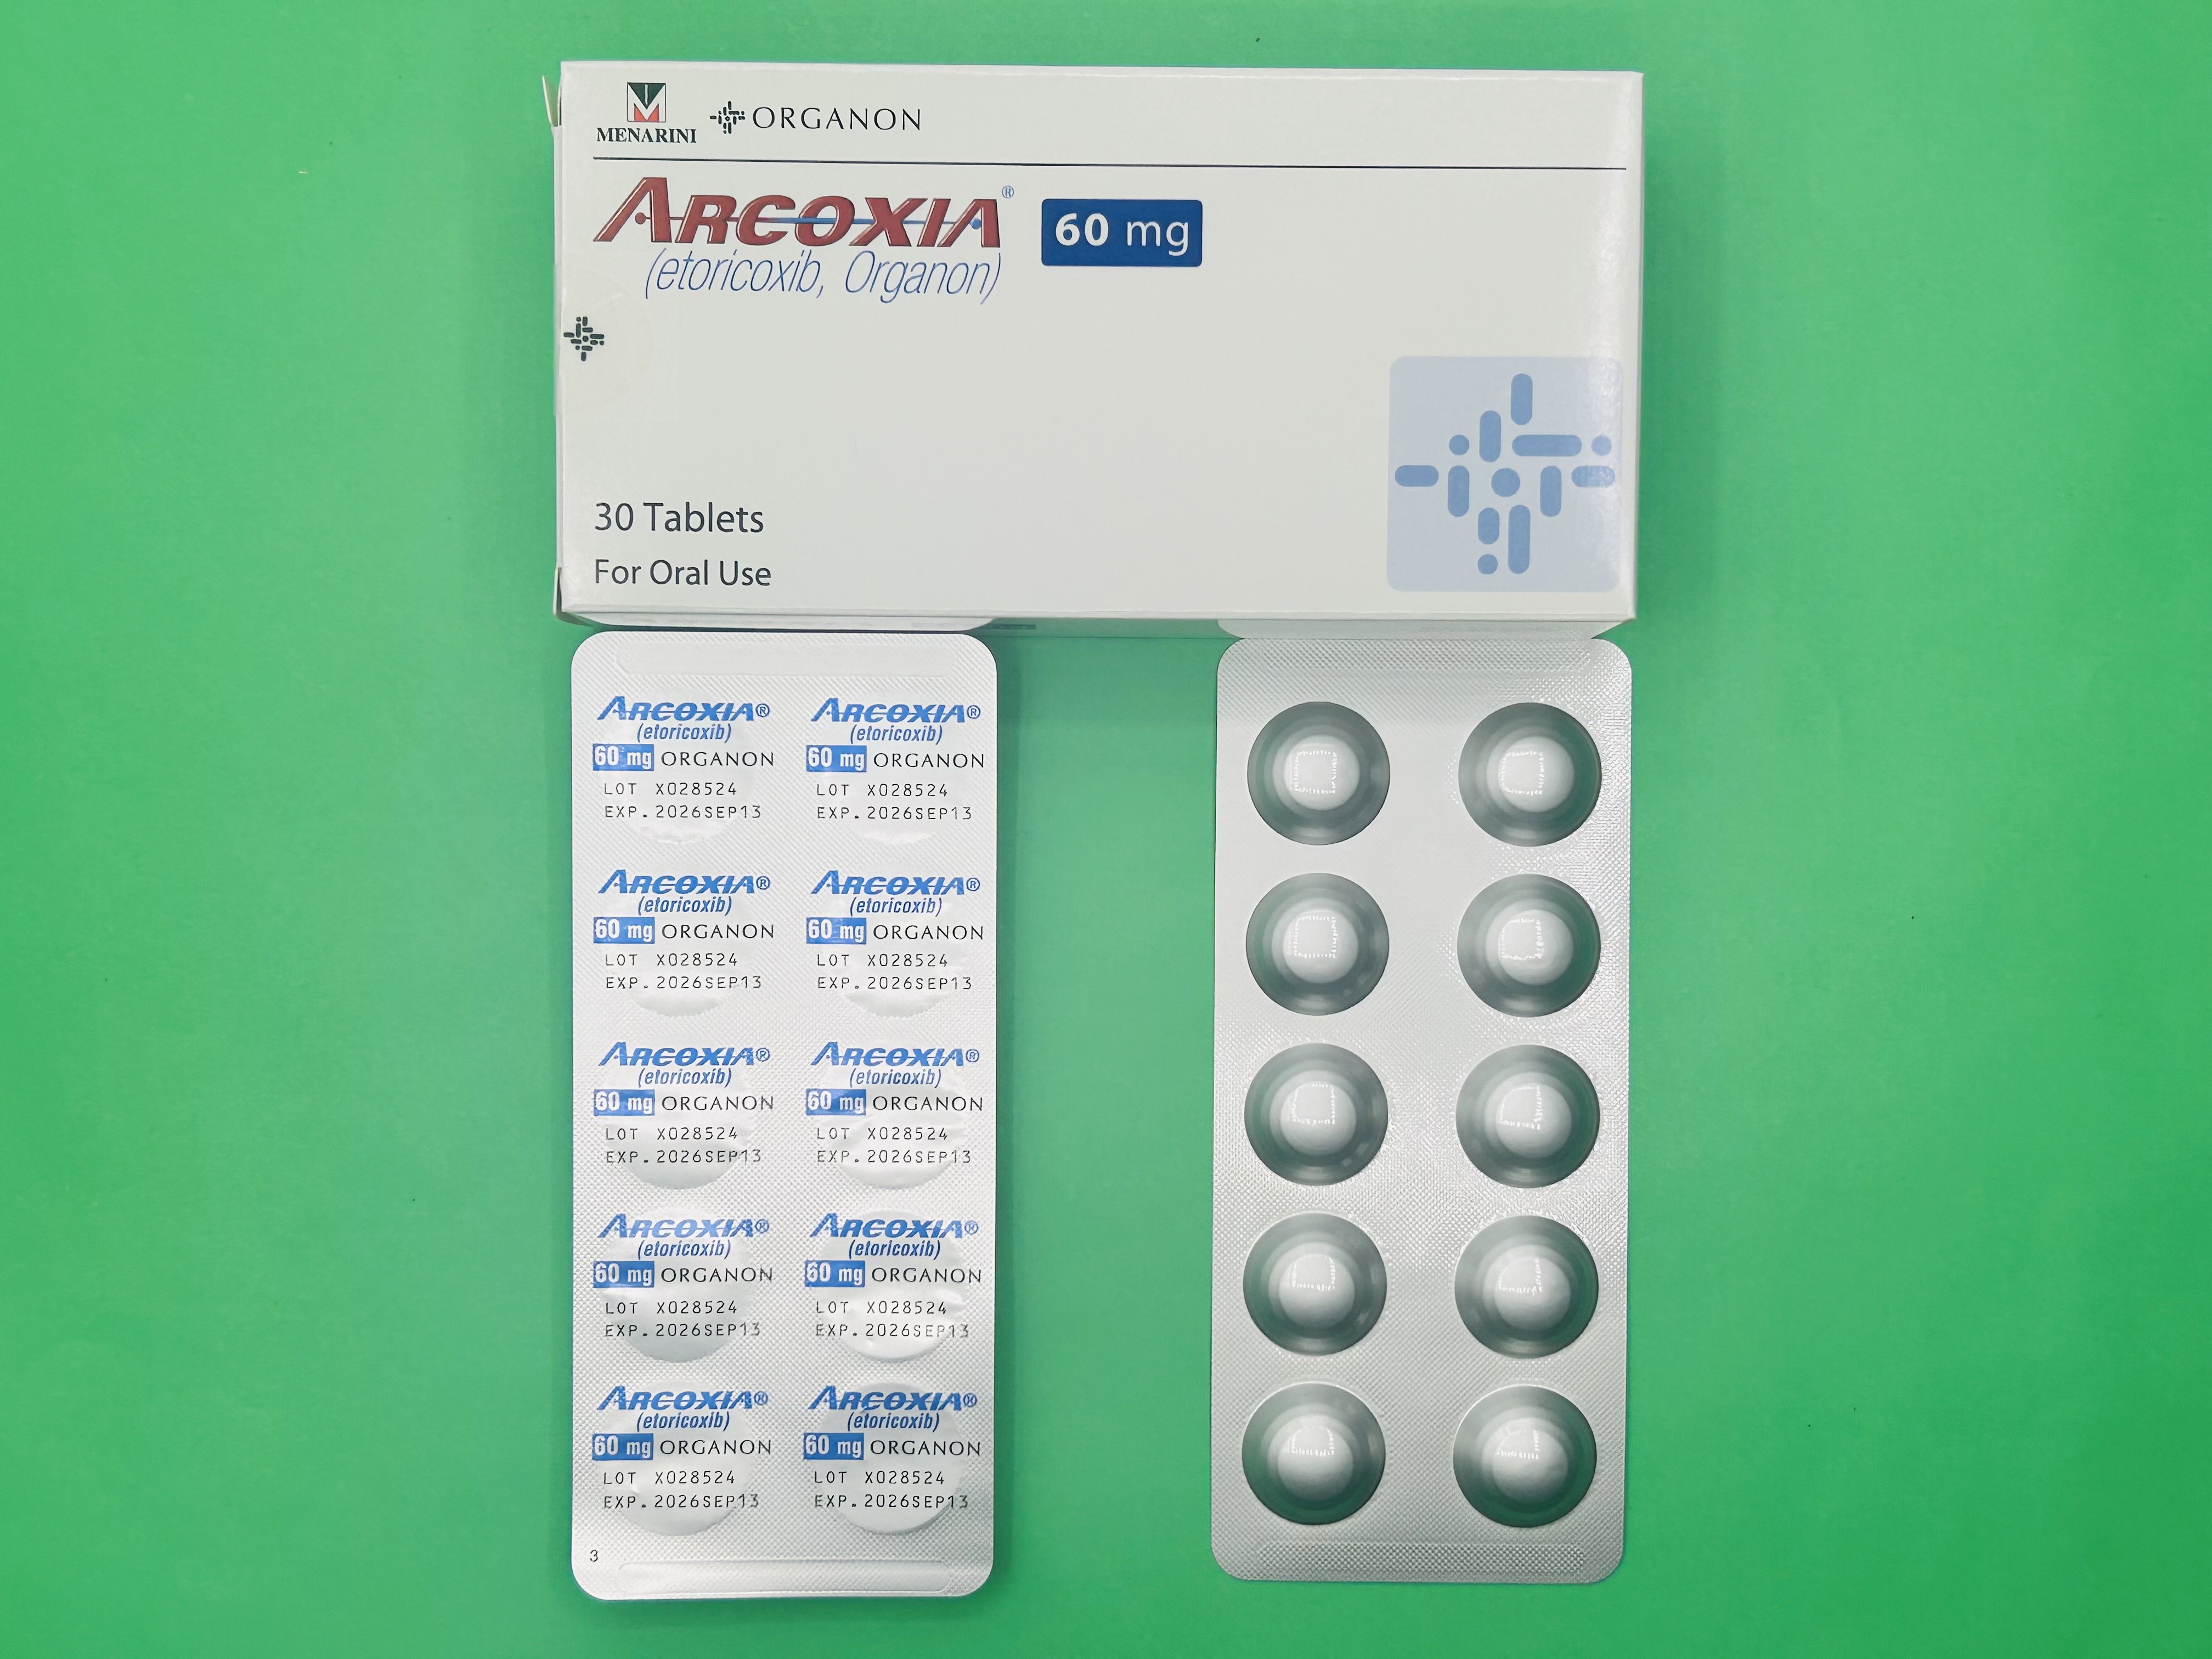 MENARINI
ORGANON
ARCOXIA® 60 mg
(etoricoxib, Organon)
30 Tablets
For Oral Use
ARCOXIA® ARCOXIA®
(etoricoxib) (etoricoxib)
60 mg ORGANON 60 mg ORGANON
LOT X028524 LOT X028524
EXP.2026SEP13 EXP.2026SEP13
ARCOXIA® ARCOXIA®
(etoricoxib) (etoricoxib)
60 mg ORGANON 60 mg ORGANON
LOT X028524 LOT X028524
EXP.2026SEP13 EXP.2026SEP13
ARCOXIA® ARCOXIA®
(etoricoxib) (etoricoxib)
60 mg ORGANON 60 mg ORGANON
LOT X028524 LOT X028524
EXP.2026SEP13 EXP.2026SEP13
ARCOXIA® ARCOXIA®
(etoricoxib) (etoricoxib)
60 mg ORGANON 60 mg ORGANON
LOT X028524 LOT X028524
EXP.2026SEP13 EXP.2026SEP13
ARCOXIA® ARCOXIA®
(etoricoxib) (etoricoxib)
60 mg ORGANON 60 mg ORGANON
LOT X028524 LOT X028524
EXP.2026SEP13 EXP.2026SEP13
3